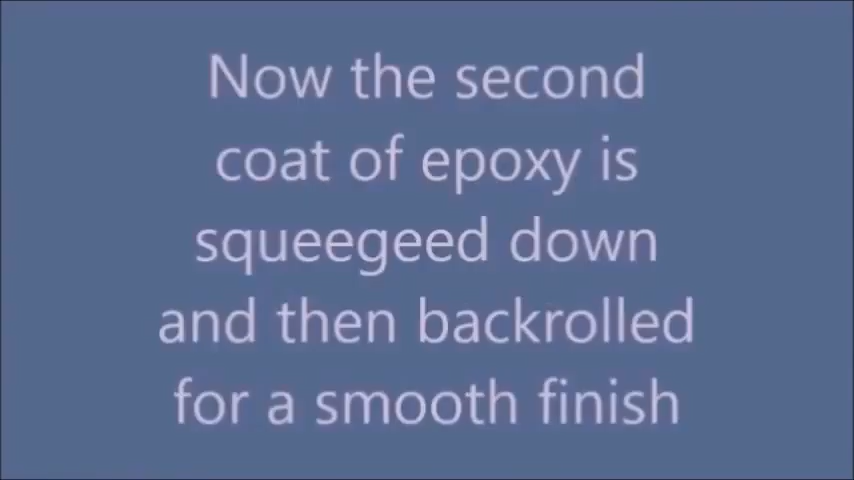 Now the second
coat of epoxy is
squeegeed down
and then backrolled
for a smooth finish